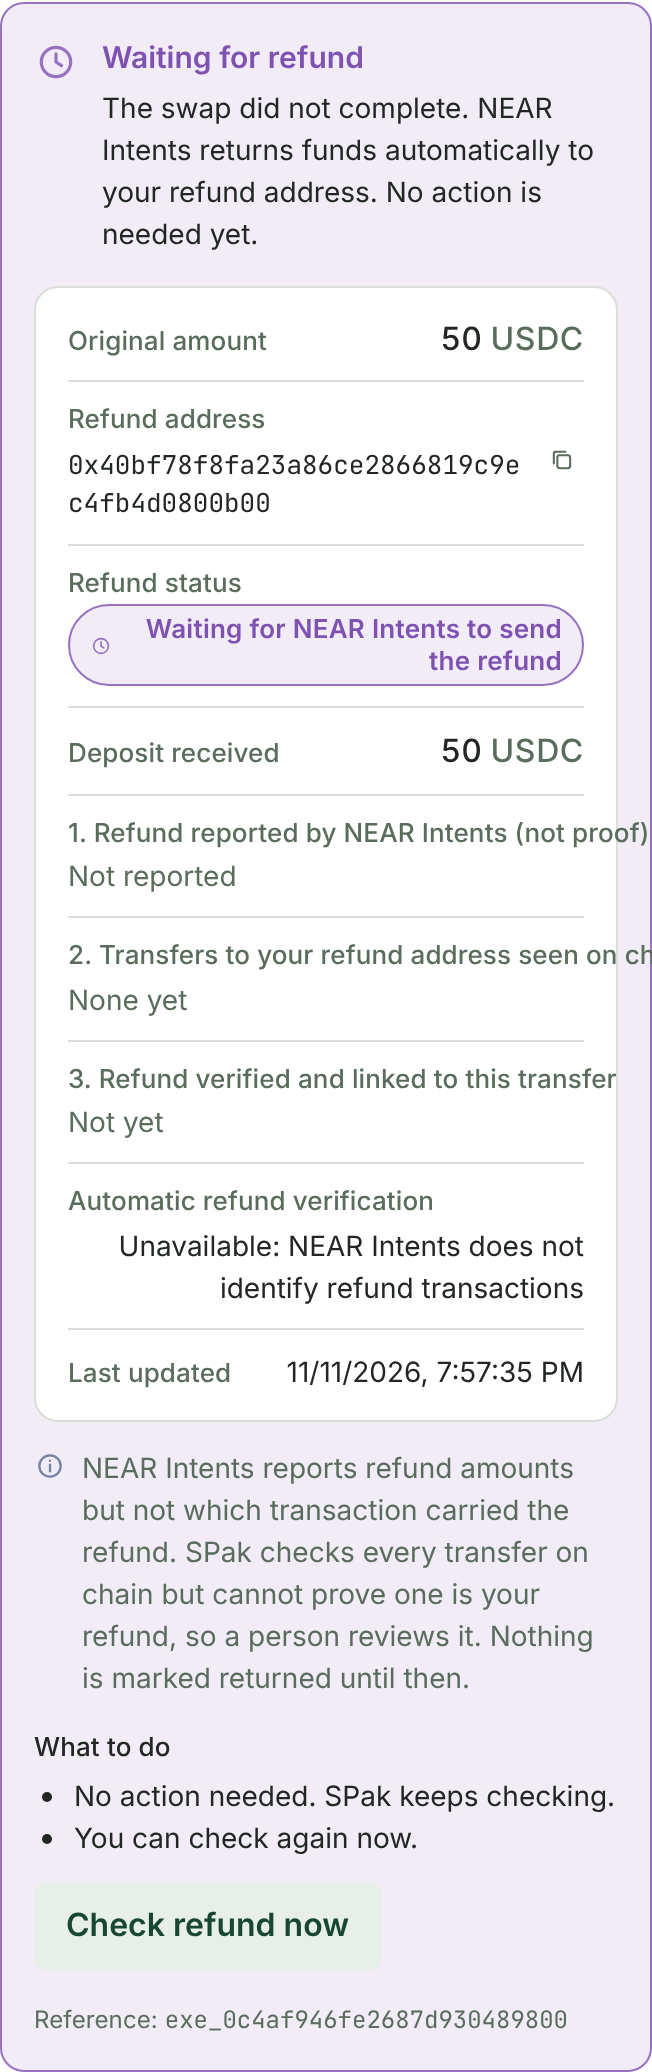 Waiting for refund
The swap did not complete. NEAR
Intents returns funds automatically to
your refund address. No action is
needed yet.
Original amount 50 USDC
Refund address
0x40bf78f8fa23a86ce2866819c9e
c4fb4d0800b00
Refund status
Waiting for NEAR Intents to send
the refund
Deposit received 50 USDC
1. Refund reported by NEAR Intents (not proof)
Not reported
2. Transfers to your refund address seen on ch
None yet
3. Refund verified and linked to this transfer
Not yet
Automatic refund verification
Unavailable: NEAR Intents does not
identify refund transactions
Last updated 11/11/2026, 7:57:35 PM
NEAR Intents reports refund amounts
but not which transaction carried the
refund. SPak checks every transfer on
chain but cannot prove one is your
refund, so a person reviews it. Nothing
is marked returned until then.
What to do
• No action needed. SPak keeps checking.
• You can check again now.
Check refund now
Reference: exe_0c4af946fe2687d930489800